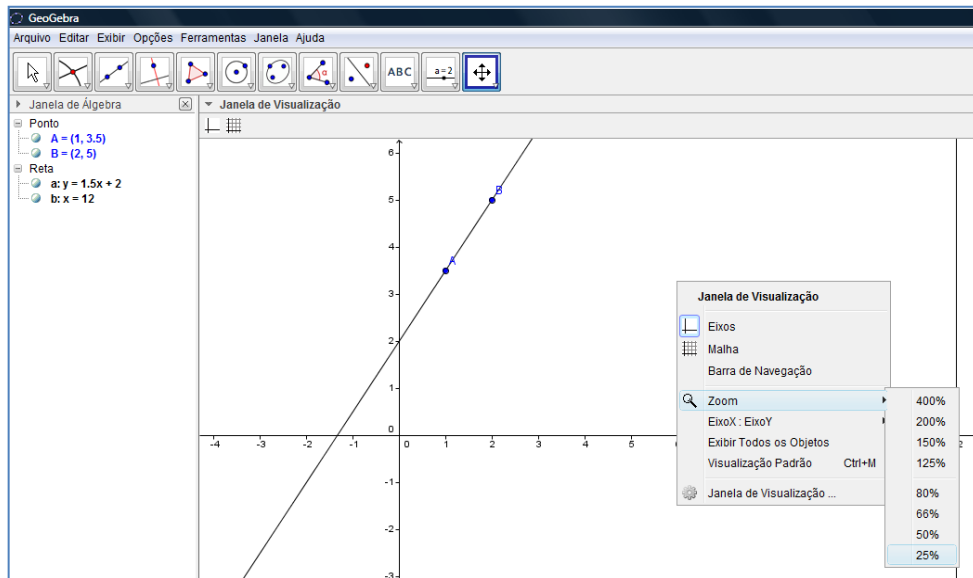 GeoGebra
Arquivo Editar Exibir Opções Ferramentas Janela Ajuda
ABC
a=2
Janela de Álgebra
Janela de Visualização
Ponto
A = (1, 3.5)
B = (2, 5)
Reta
a: y = 1.5x + 2
b: x = 12
6
5
4
3
2
1
0
-1
-2
-3
-4 -3 -2 -1 0 1 2 3 4 5 6 2
A
B
Janela de Visualização
Eixos
Malha
Barra de Navegação
Zoom
EixoX : EixoY
Exibir Todos os Objetos
Visualização Padrão Ctrl+M
Janela de Visualização ...
400%
200%
150%
125%
80%
66%
50%
25%